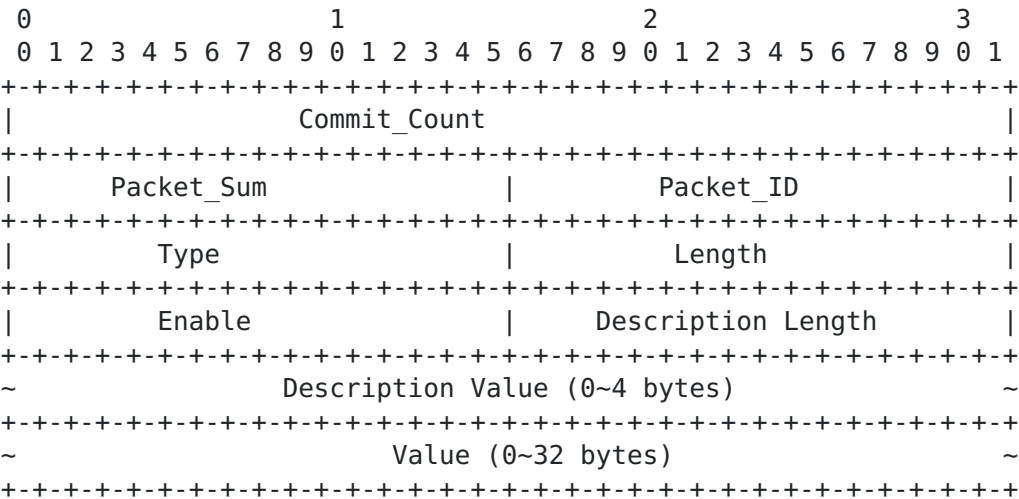 0                   1                   2                   3
 0 1 2 3 4 5 6 7 8 9 0 1 2 3 4 5 6 7 8 9 0 1 2 3 4 5 6 7 8 9 0 1
+-+-+-+-+-+-+-+-+-+-+-+-+-+-+-+-+-+-+-+-+-+-+-+-+-+-+-+-+-+-+-+-+
|                  Commit_Count                                 |
+-+-+-+-+-+-+-+-+-+-+-+-+-+-+-+-+-+-+-+-+-+-+-+-+-+-+-+-+-+-+-+-+
|      Packet_Sum               |         Packet_ID             |
+-+-+-+-+-+-+-+-+-+-+-+-+-+-+-+-+-+-+-+-+-+-+-+-+-+-+-+-+-+-+-+-+
|         Type                  |          Length               |
+-+-+-+-+-+-+-+-+-+-+-+-+-+-+-+-+-+-+-+-+-+-+-+-+-+-+-+-+-+-+-+-+
|         Enable                |     Description Length        |
+-+-+-+-+-+-+-+-+-+-+-+-+-+-+-+-+-+-+-+-+-+-+-+-+-+-+-+-+-+-+-+-+
~                 Description Value (0~4 bytes)                 ~
+-+-+-+-+-+-+-+-+-+-+-+-+-+-+-+-+-+-+-+-+-+-+-+-+-+-+-+-+-+-+-+-+
~                        Value (0~32 bytes)                     ~
+-+-+-+-+-+-+-+-+-+-+-+-+-+-+-+-+-+-+-+-+-+-+-+-+-+-+-+-+-+-+-+-+